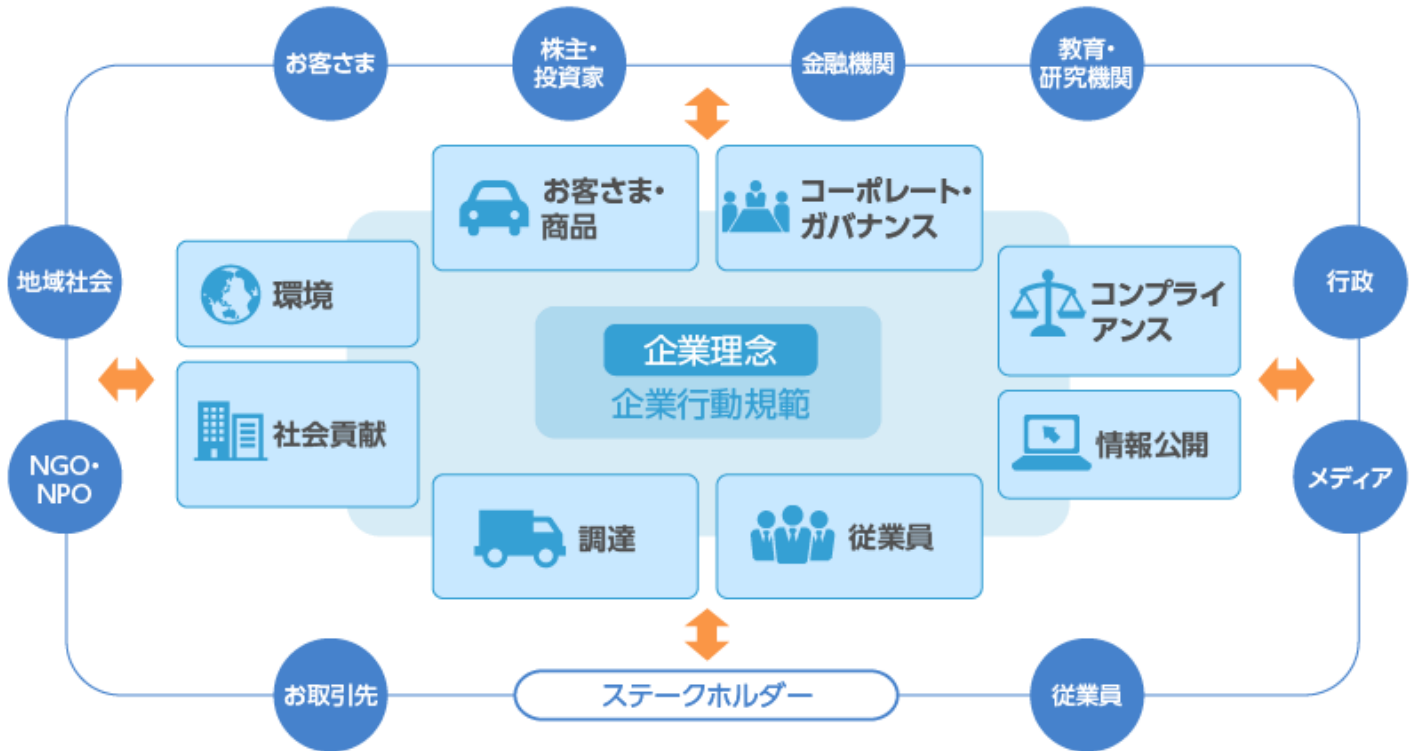 お客さま
株主・
投資家
金融機関
教育・
研究機関
お客さま・
商品
コーポレート・
ガバナンス
地域社会
環境
コンプライ
アンス
行政
企業理念
企業行動規範
社会貢献
情報公開
NGO・
NPO
メディア
調達
従業員
お取引先
ステークホルダー
従業員